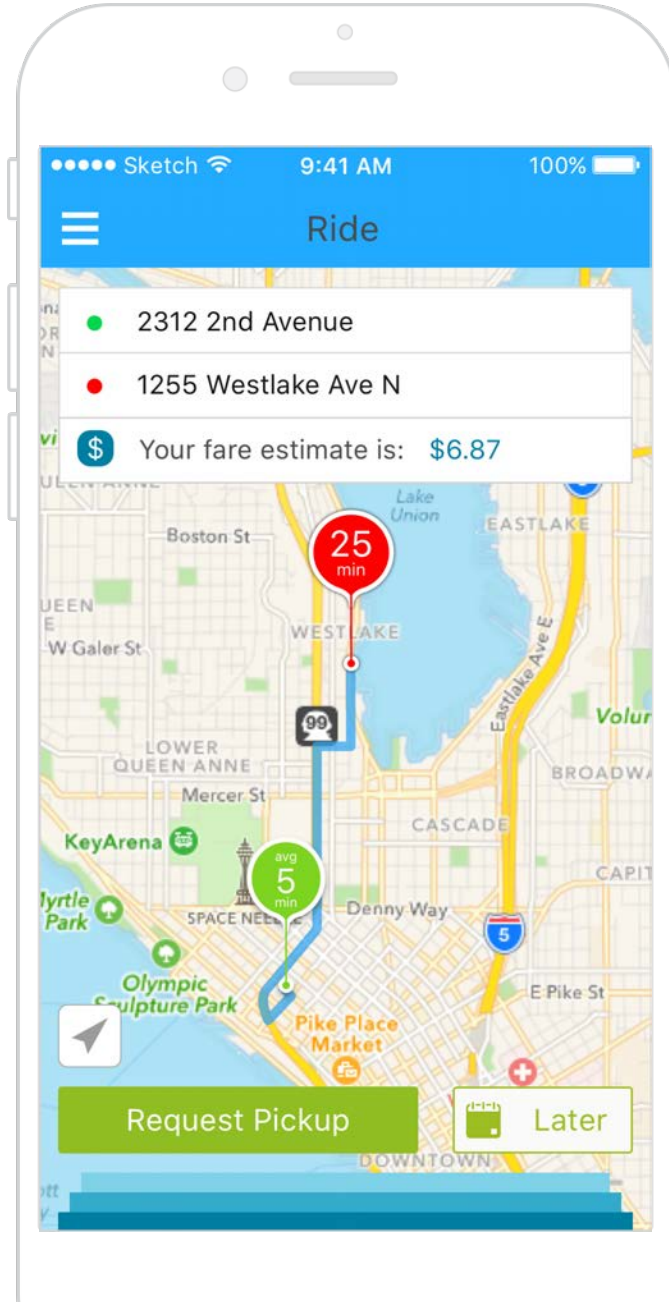 Sketch 9:41 AM 100%
Ride
2312 2nd Avenue
1255 Westlake Ave N
$ Your fare estimate is: $6.87
Lake
Union
EASTLAKE
Boston St
25
min
QUEEN
WESTLAKE
W Galer St
Eastlake Ave E
99
LOWER
QUEEN ANNE
BROADWA
Mercer St
CASCADE
KeyArena
avg
5
min
CAPIT
Denny Way
Park
SPACE NEE
5
Olympic
Sculpture Park
E Pike St
Pike Place
Market
Request Pickup
Later
DOWNTOWN